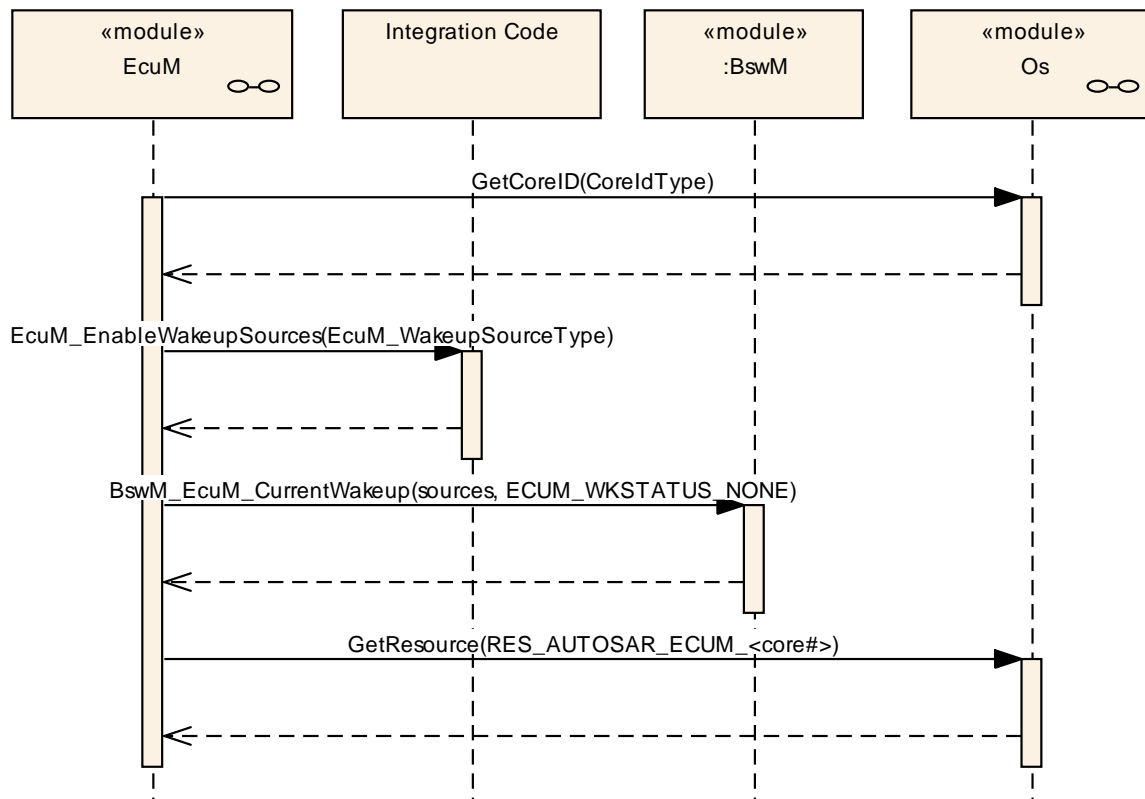 «module»
EcuM
Integration Code
«module»
:BswM
«module»
Os
GetCoreID(CoreIdType)
EcuM_EnableWakeupSources(EcuM_WakeupSourceType)
BswM_EcuM_CurrentWakeup(sources, ECUM_WKSTATUS_NONE)
GetResource(RES_AUTOSAR_ECUM_<core#>)